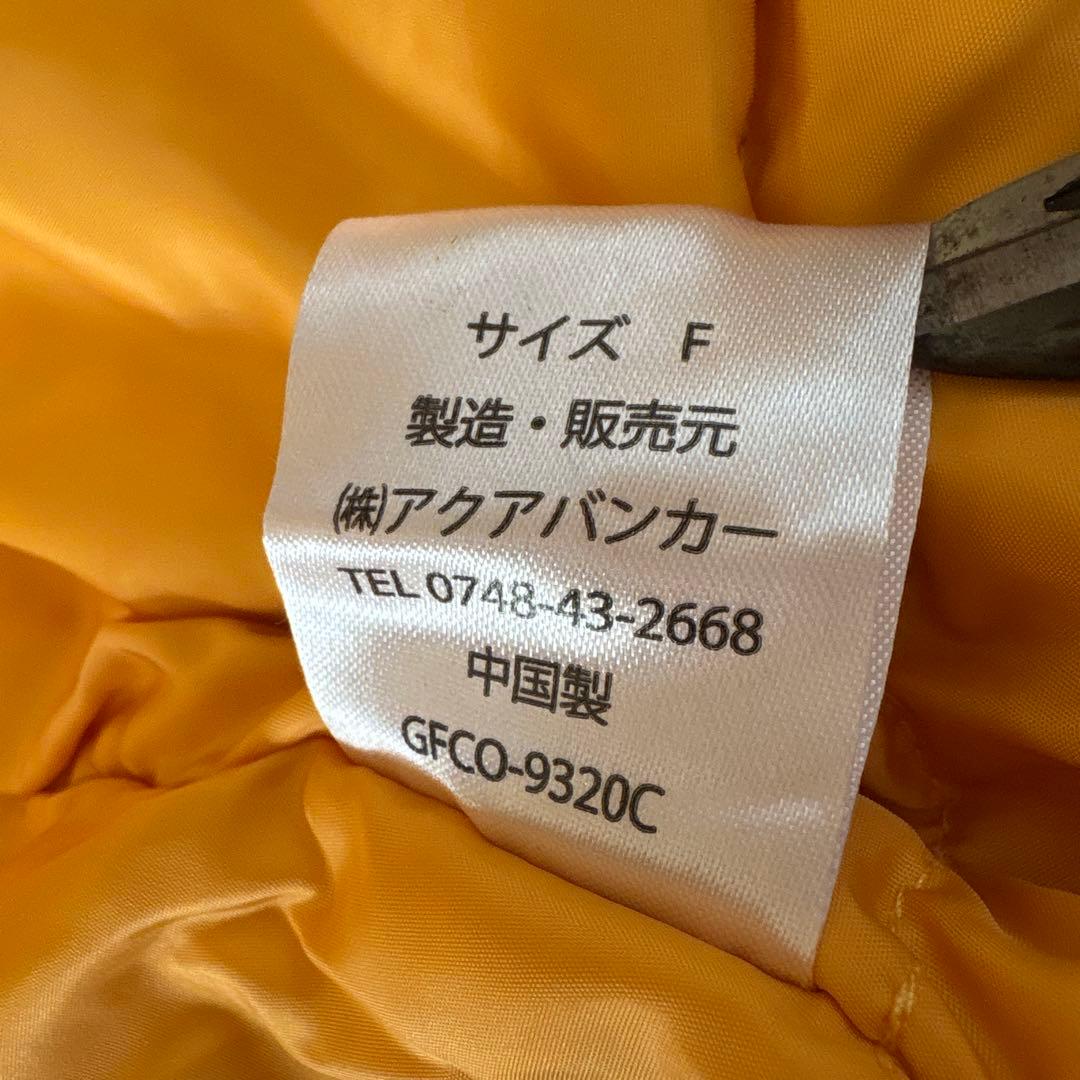 サイズ　F
製造・販売元
㈱アクアバンカー
TEL 0748-43-2668
中国製
GFCO-9320C